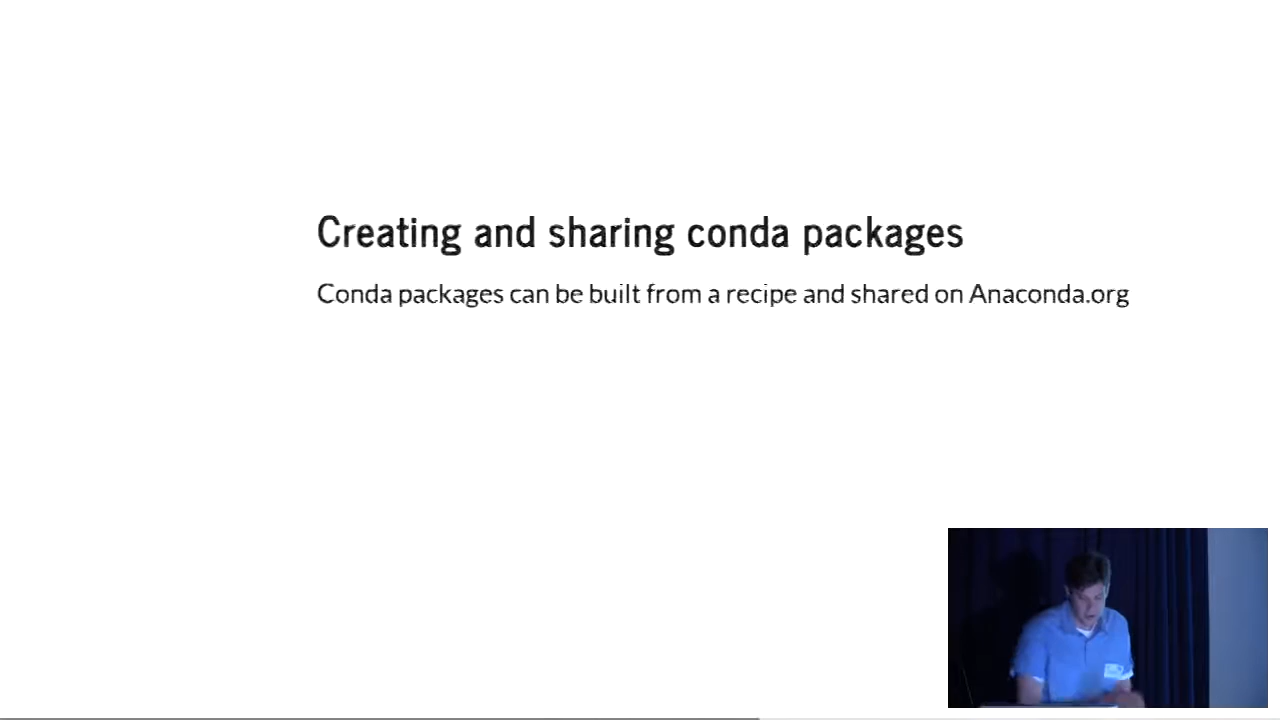 Creating and sharing conda packages
Conda packages can be built from a recipe and shared on Anaconda.org